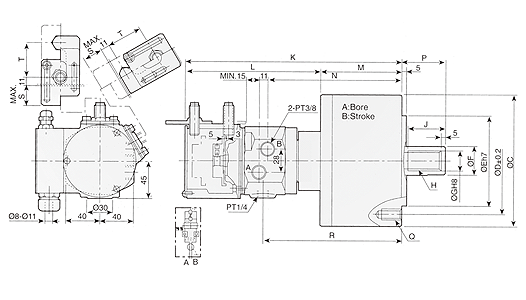 T
MAX.
S
11
T
MAX.
S
11
K
P
L
M
5
MIN.15
11
N
2-PT3/8
A:Bore
B:Stroke
J
5
5
3
B
A
28
45
ØF
ØGH8
ØEh7
ØD±0.2
ØC
H
Ø30
Ø8-Ø11
40
40
PT1/4
R
Q
A
B